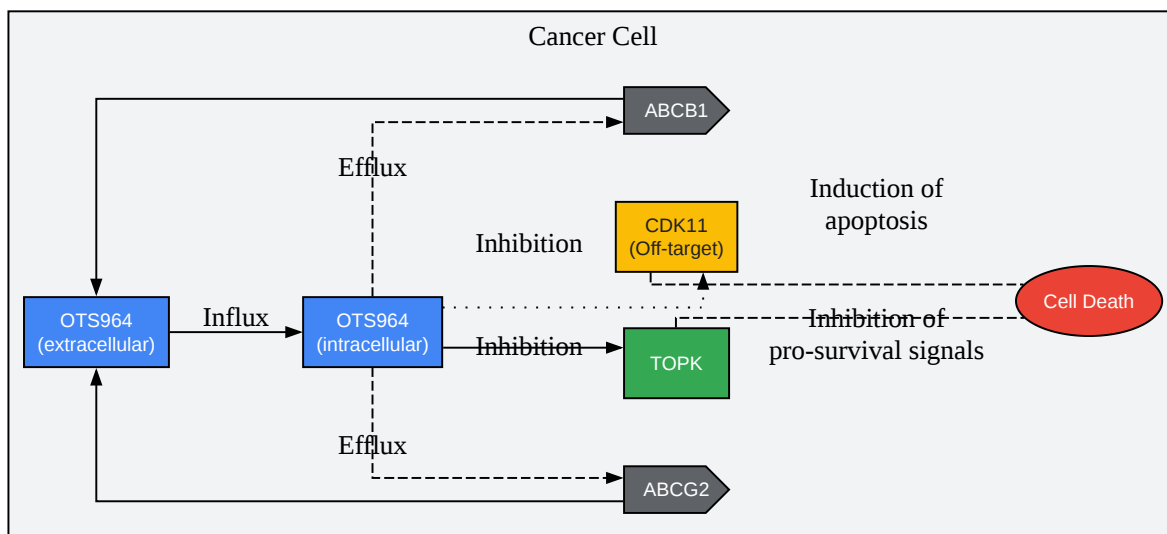 Cancer Cell
ABCB1
Efflux
Induction of
apoptosis
CDK11
(Off-target)
Inhibition
OTS964
(extracellular)
Influx
OTS964
(intracellular)
Cell Death
Inhibition
TOPK
Inhibition of
pro-survival signals
Efflux
ABCG2